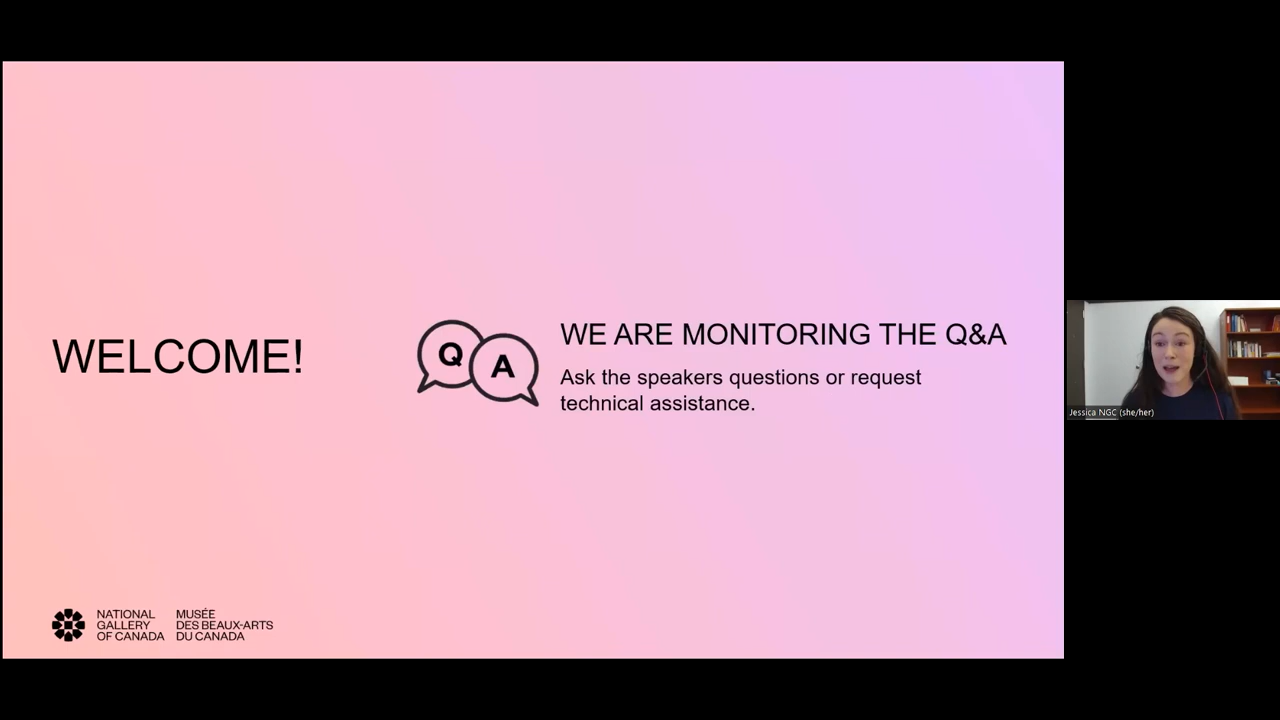 WELCOME!
Q
A
WE ARE MONITORING THE Q&A
Ask the speakers questions or request
technical assistance.
NATIONAL
GALLERY
OF CANADA
MUSÉE
DES BEAUX-ARTS
DU CANADA
Jessica NGC (she/her)